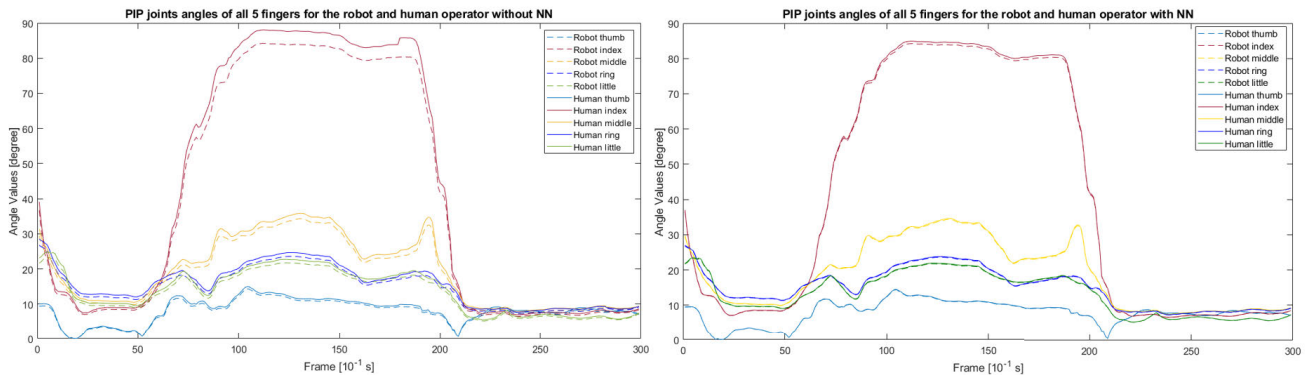 PIP joints angles of all 5 fingers for the robot and human operator without NN
90
80
70
60
50
40
30
20
10
0
Angle Values [degree]
0
50
100
150
200
250
300
Frame [10-1 s]
Robot thumb
Robot index
Robot middle
Robot ring
Robot little
Human thumb
Human index
Human middle
Human ring
Human little
PIP joints angles of all 5 fingers for the robot and human operator with NN
90
80
70
60
50
40
30
20
10
0
Angle Values [degree]
0
50
100
150
200
250
300
Frame [10-1 s]
Robot thumb
Robot index
Robot middle
Robot ring
Robot little
Human thumb
Human index
Human middle
Human ring
Human little